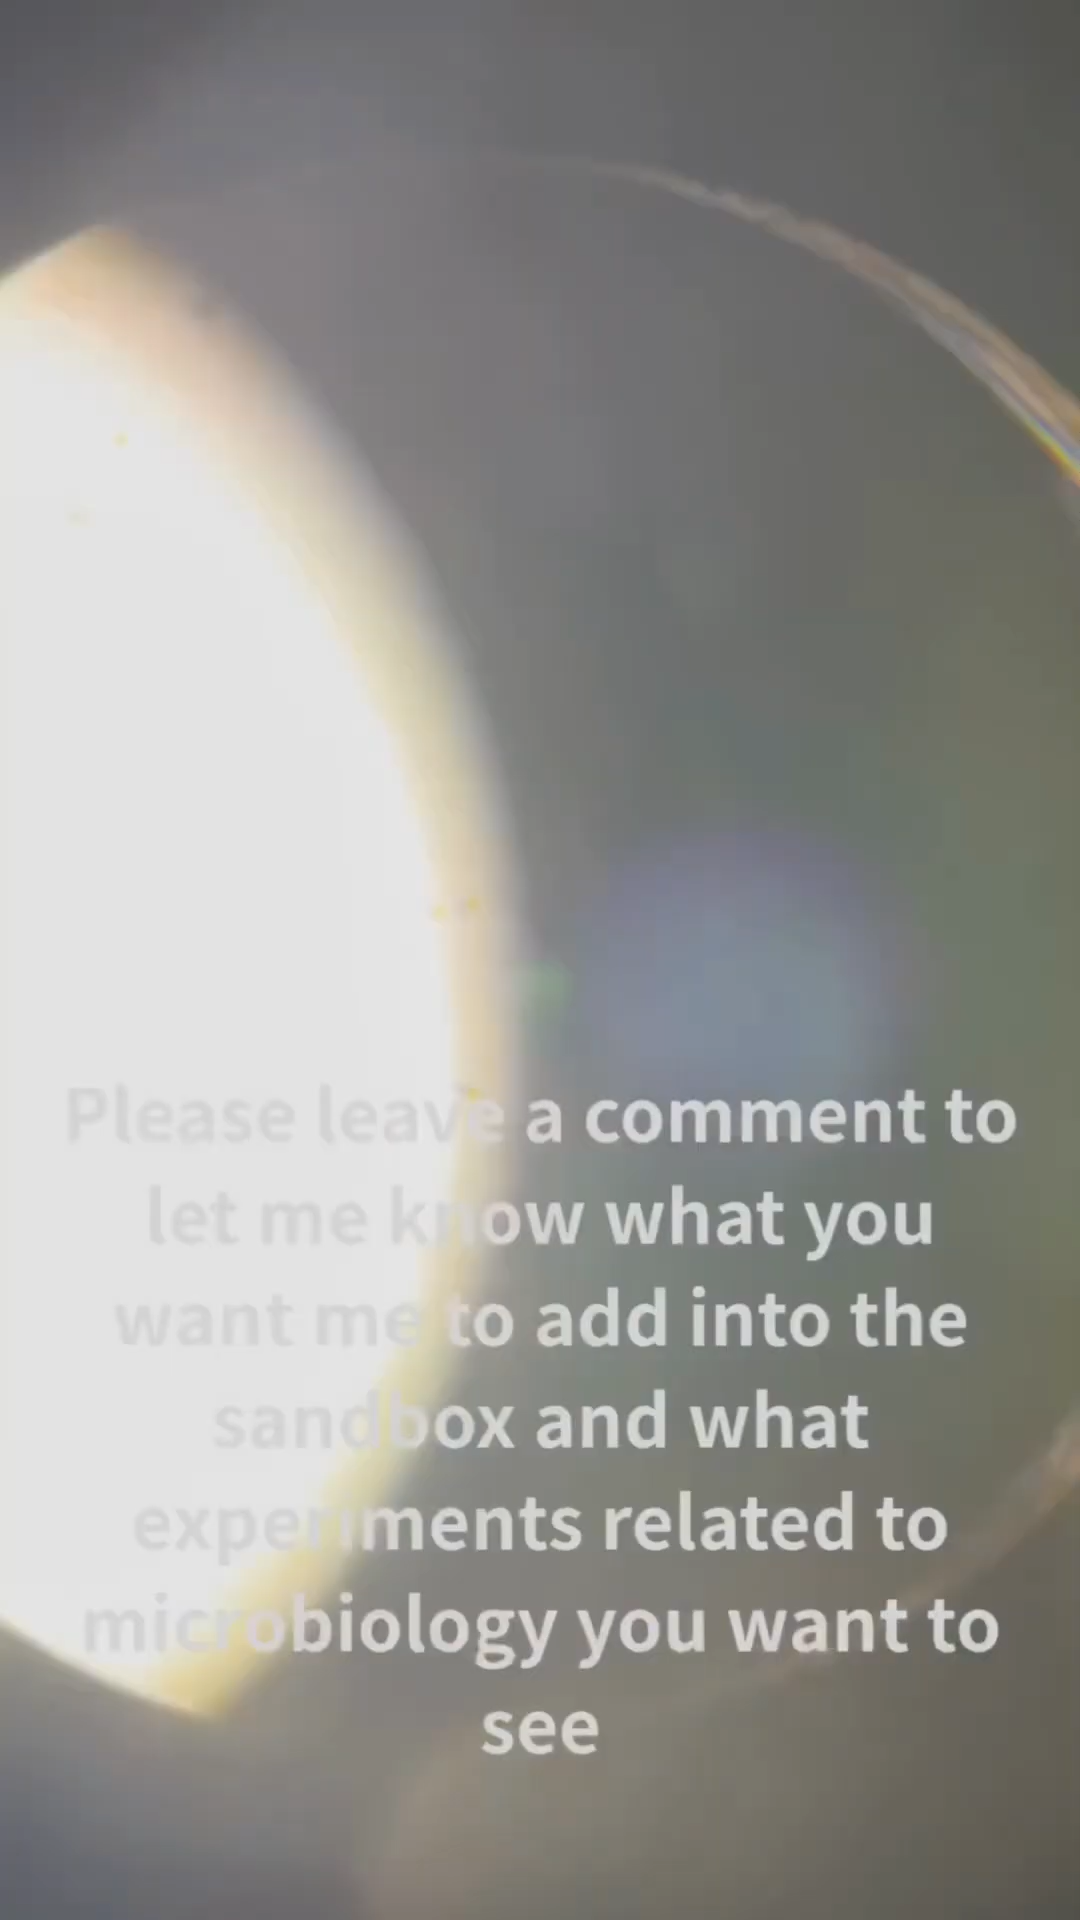 Please leave a comment to
let me know what you
want me to add into the
sandbox and what
experiments related to
microbiology you want to
see